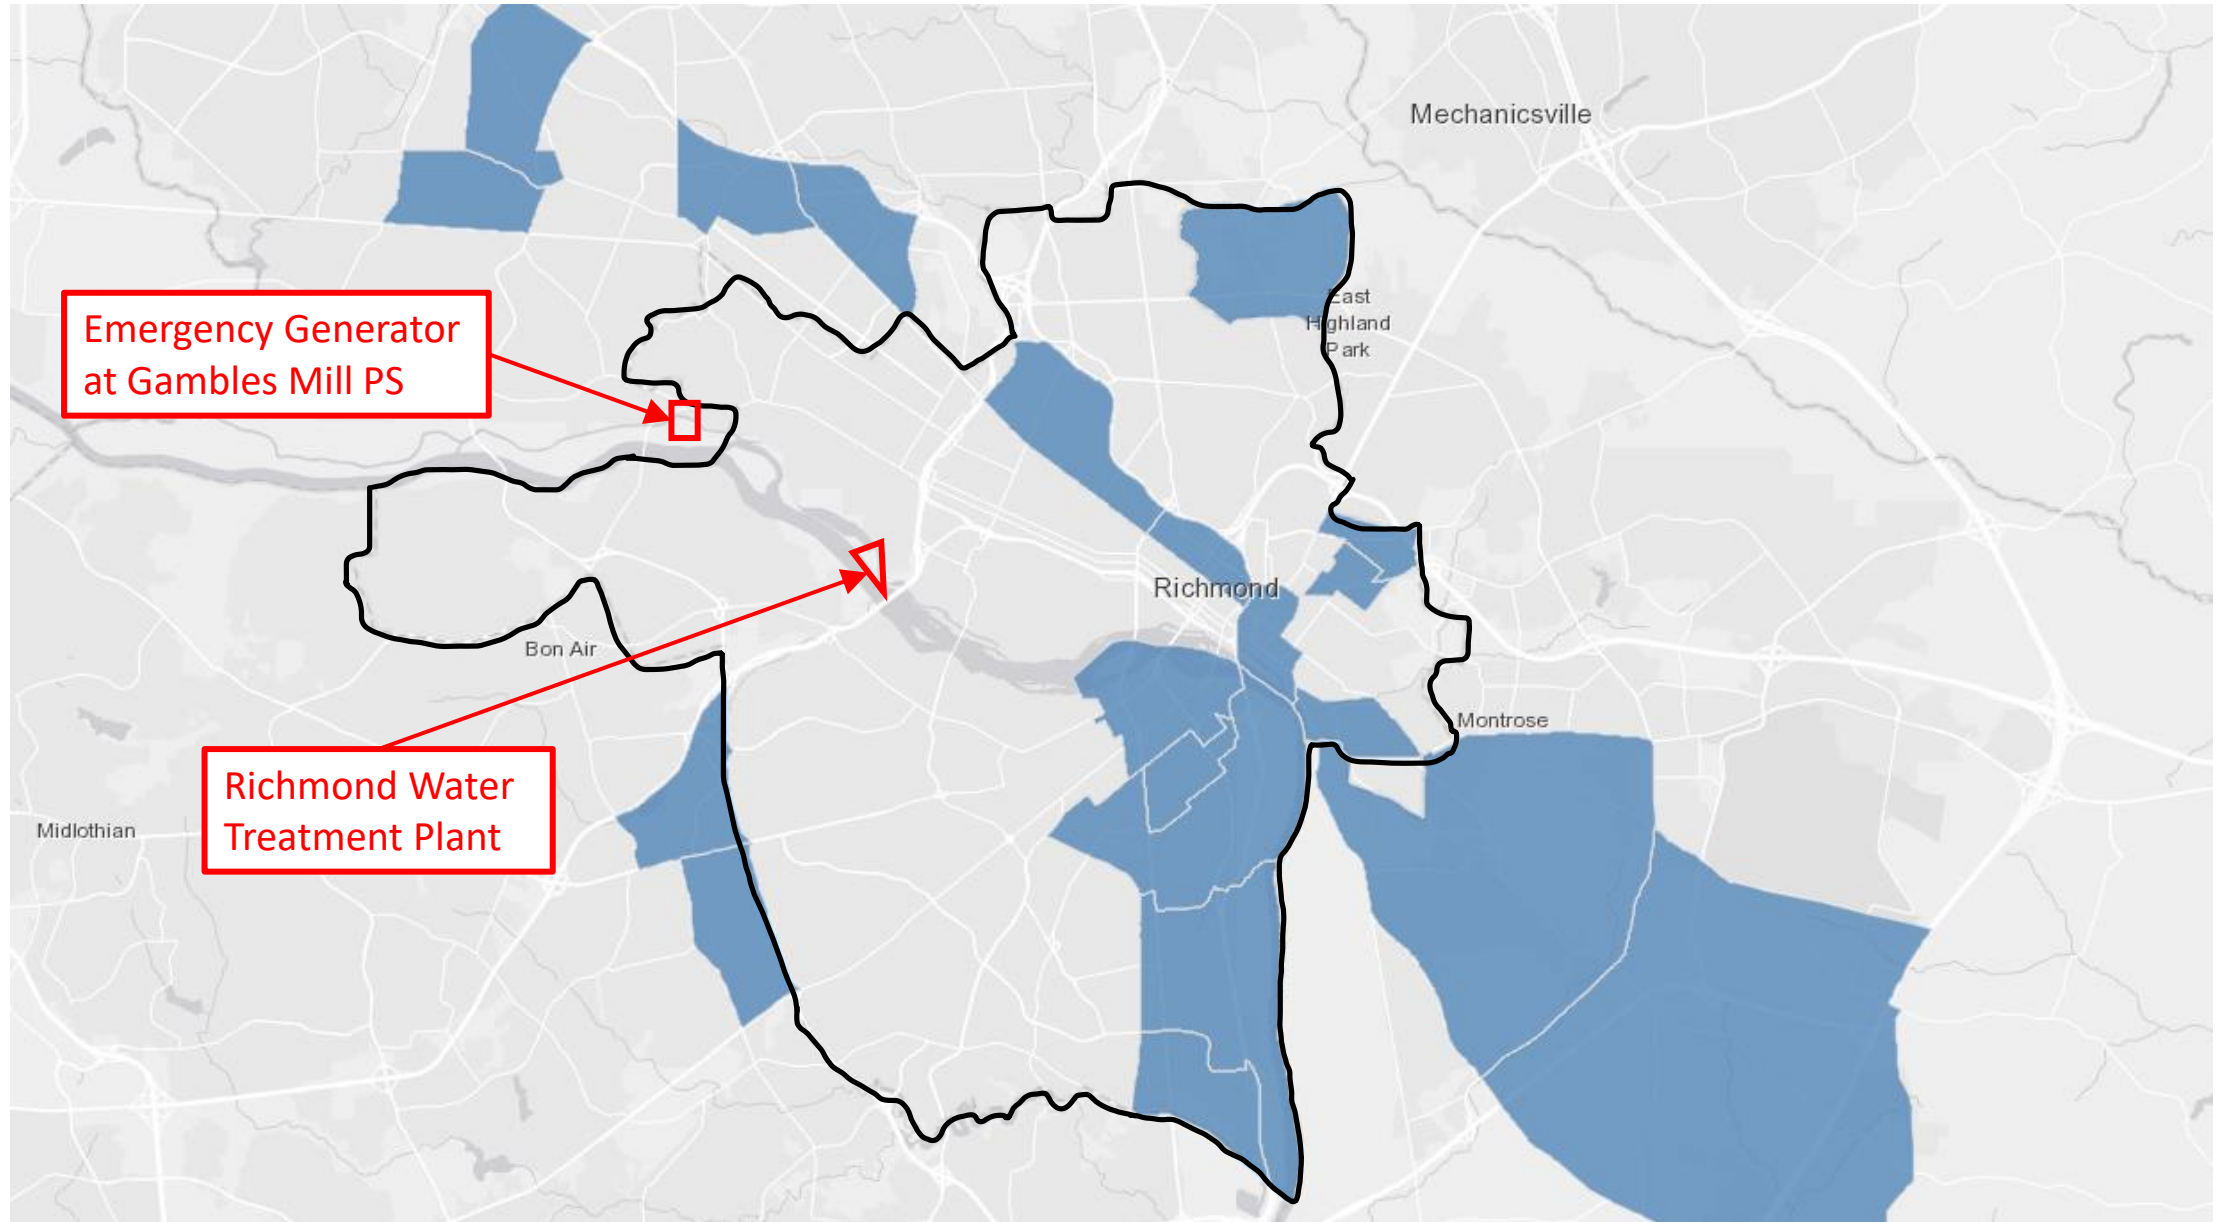 Mechanicsville
East
Highland
Park
Emergency Generator
at Gambles Mill PS
Richmond
Bon Air
Montrose
Richmond Water
Treatment Plant
Midlothian